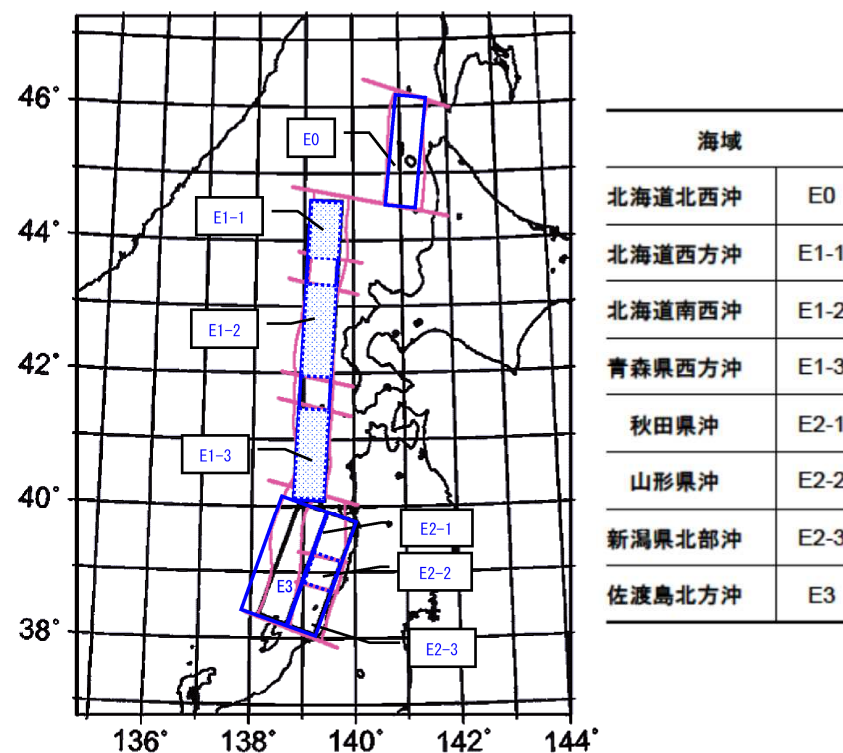 46°
44°
42°
40°
38°
136°
138°
140°
142°
144°
E0
E1-1
E1-2
E1-3
E2-1
E2-2
E3
E2-3
海域
北海道北西沖 E0
北海道西方沖 E1-1
北海道南西沖 E1-2
青森県西方沖 E1-3
秋田県沖 E2-1
山形県沖 E2-2
新潟県北部沖 E2-3
佐渡島北方沖 E3